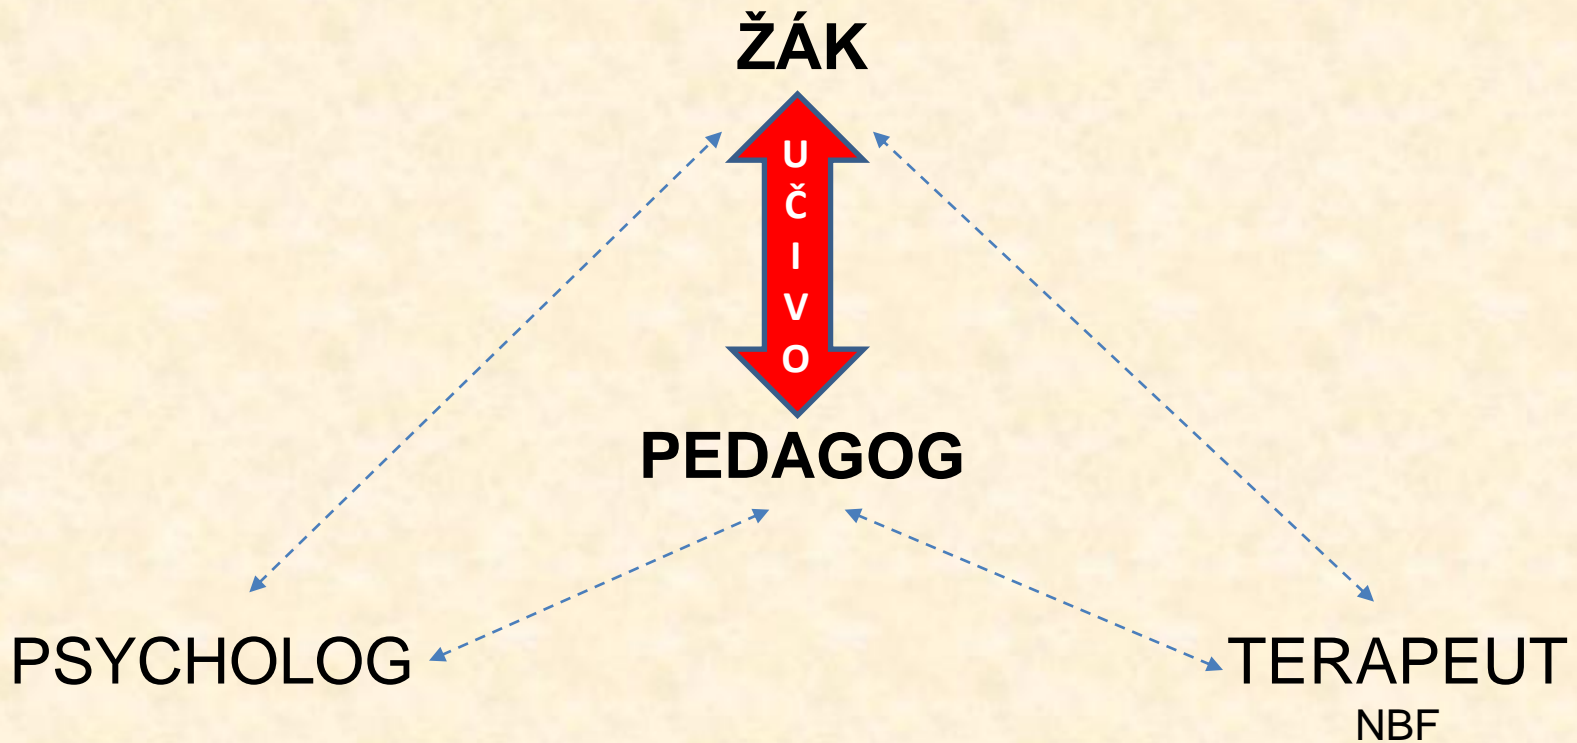 ŽÁK
U
Č
I
V
O
PEDAGOG
PSYCHOLOG
TERAPEUT
NBF